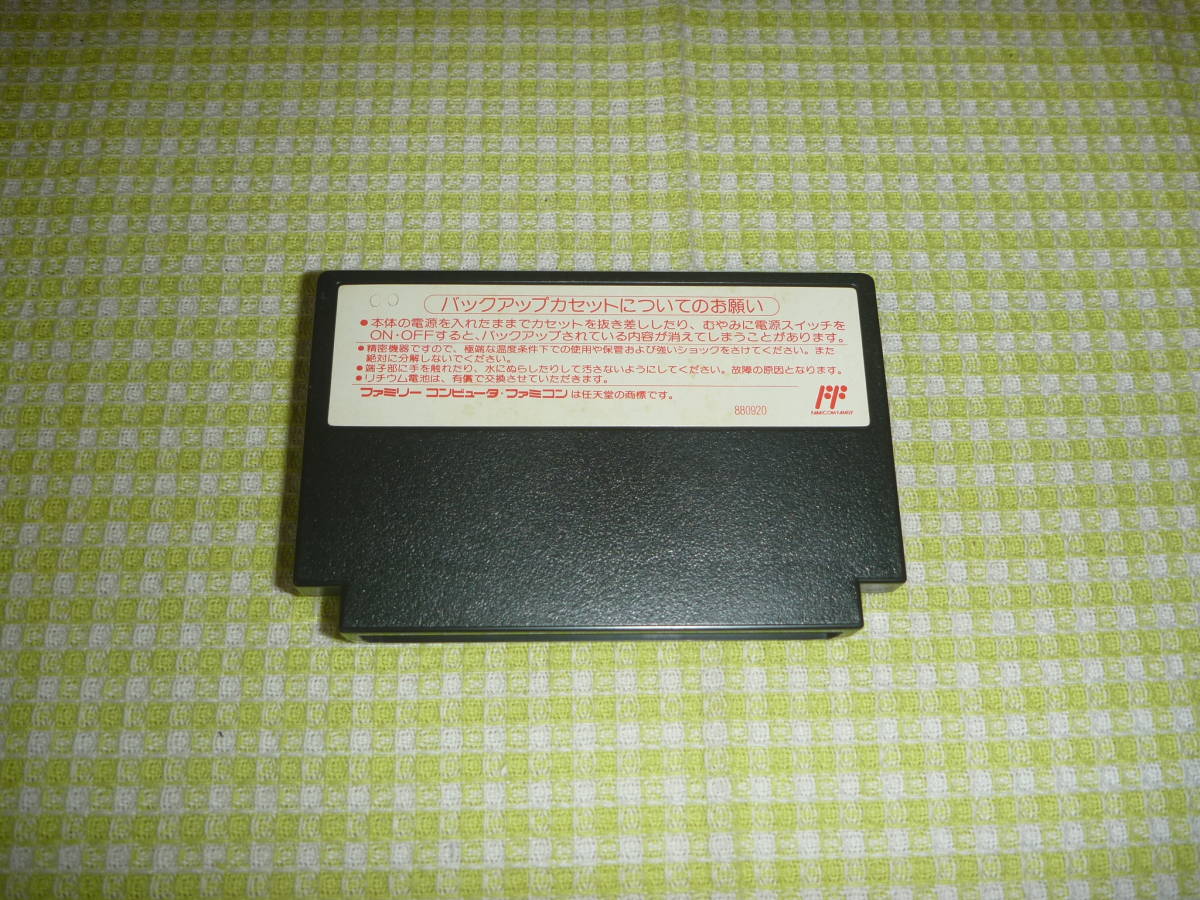 バックアップカセットについてのお願い
●本体の電源を入れたままでカセットを抜き差ししたり、むやみに電源スイッチを
ON・OFFすると、バックアップされている内容が消えてしまうことがあります。
●精密機器ですので、極端な温度条件下での使用や保管および強いショックをさけてください。また
絶対に分解しないでください。
●端子部に手を触れたり、水にぬらしたりして汚さないようにしてください。故障の原因となります。
●リチウム電池は、有償で交換させていただきます。
ファミリー コンピュータ・ファミコンは任天堂の商標です。
880920
FF